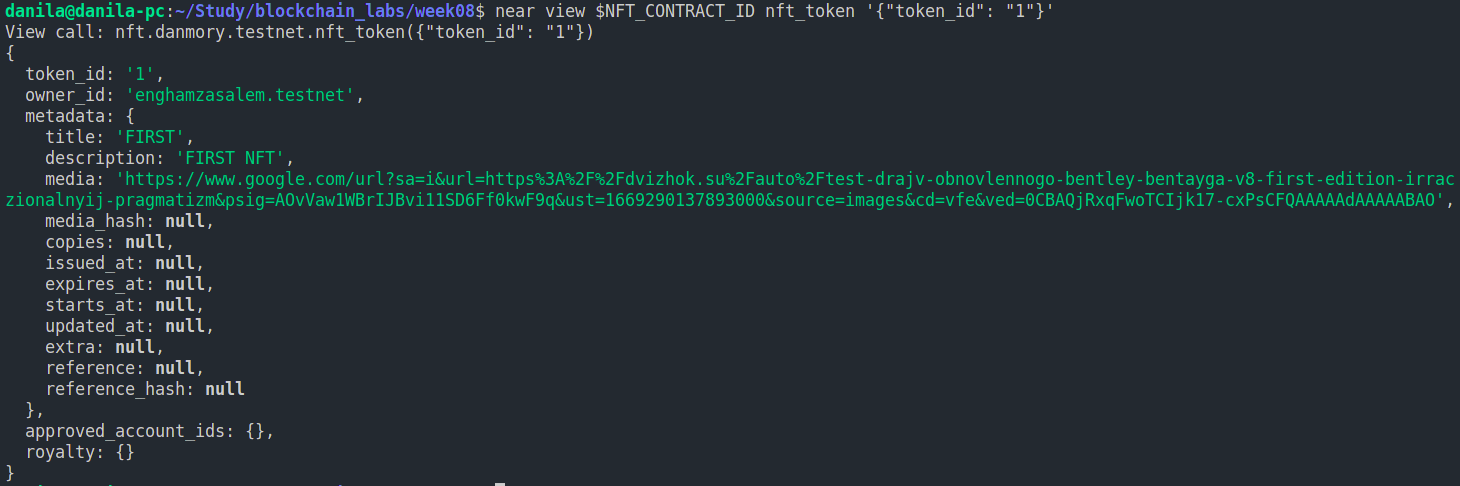 danila@danila-pc:~/Study/blockchain_labs/week08$ near view $NFT_CONTRACT_ID nft_token '{"token_id": "1"}'
View call: nft.danmory.testnet.nft_token({"token_id": "1"})
{
  token_id: '1',
  owner_id: 'enghamzasalem.testnet',
  metadata: {
    title: 'FIRST',
    description: 'FIRST NFT',
    media: 'https://www.google.com/url?sa=i&url=https%3A%2F%2Fdvizhok.su%2Fauto%2Ftest-drajv-obnovlennogo-bentley-bentayga-v8-first-edition-irrac
zionalnyij-pragmatizm&psig=AOvVaw1WBrIJBvi11SD6Ff0kwF9q&ust=1669290137893000&source=images&cd=vfe&ved=0CBAQjRxqFwoTCIjk17-cxPsCFQAAAAAdAAAAABAO',
    media_hash: null,
    copies: null,
    issued_at: null,
    expires_at: null,
    starts_at: null,
    updated_at: null,
    extra: null,
    reference: null,
    reference_hash: null
  },
  approved_account_ids: {},
  royalty: {}
}